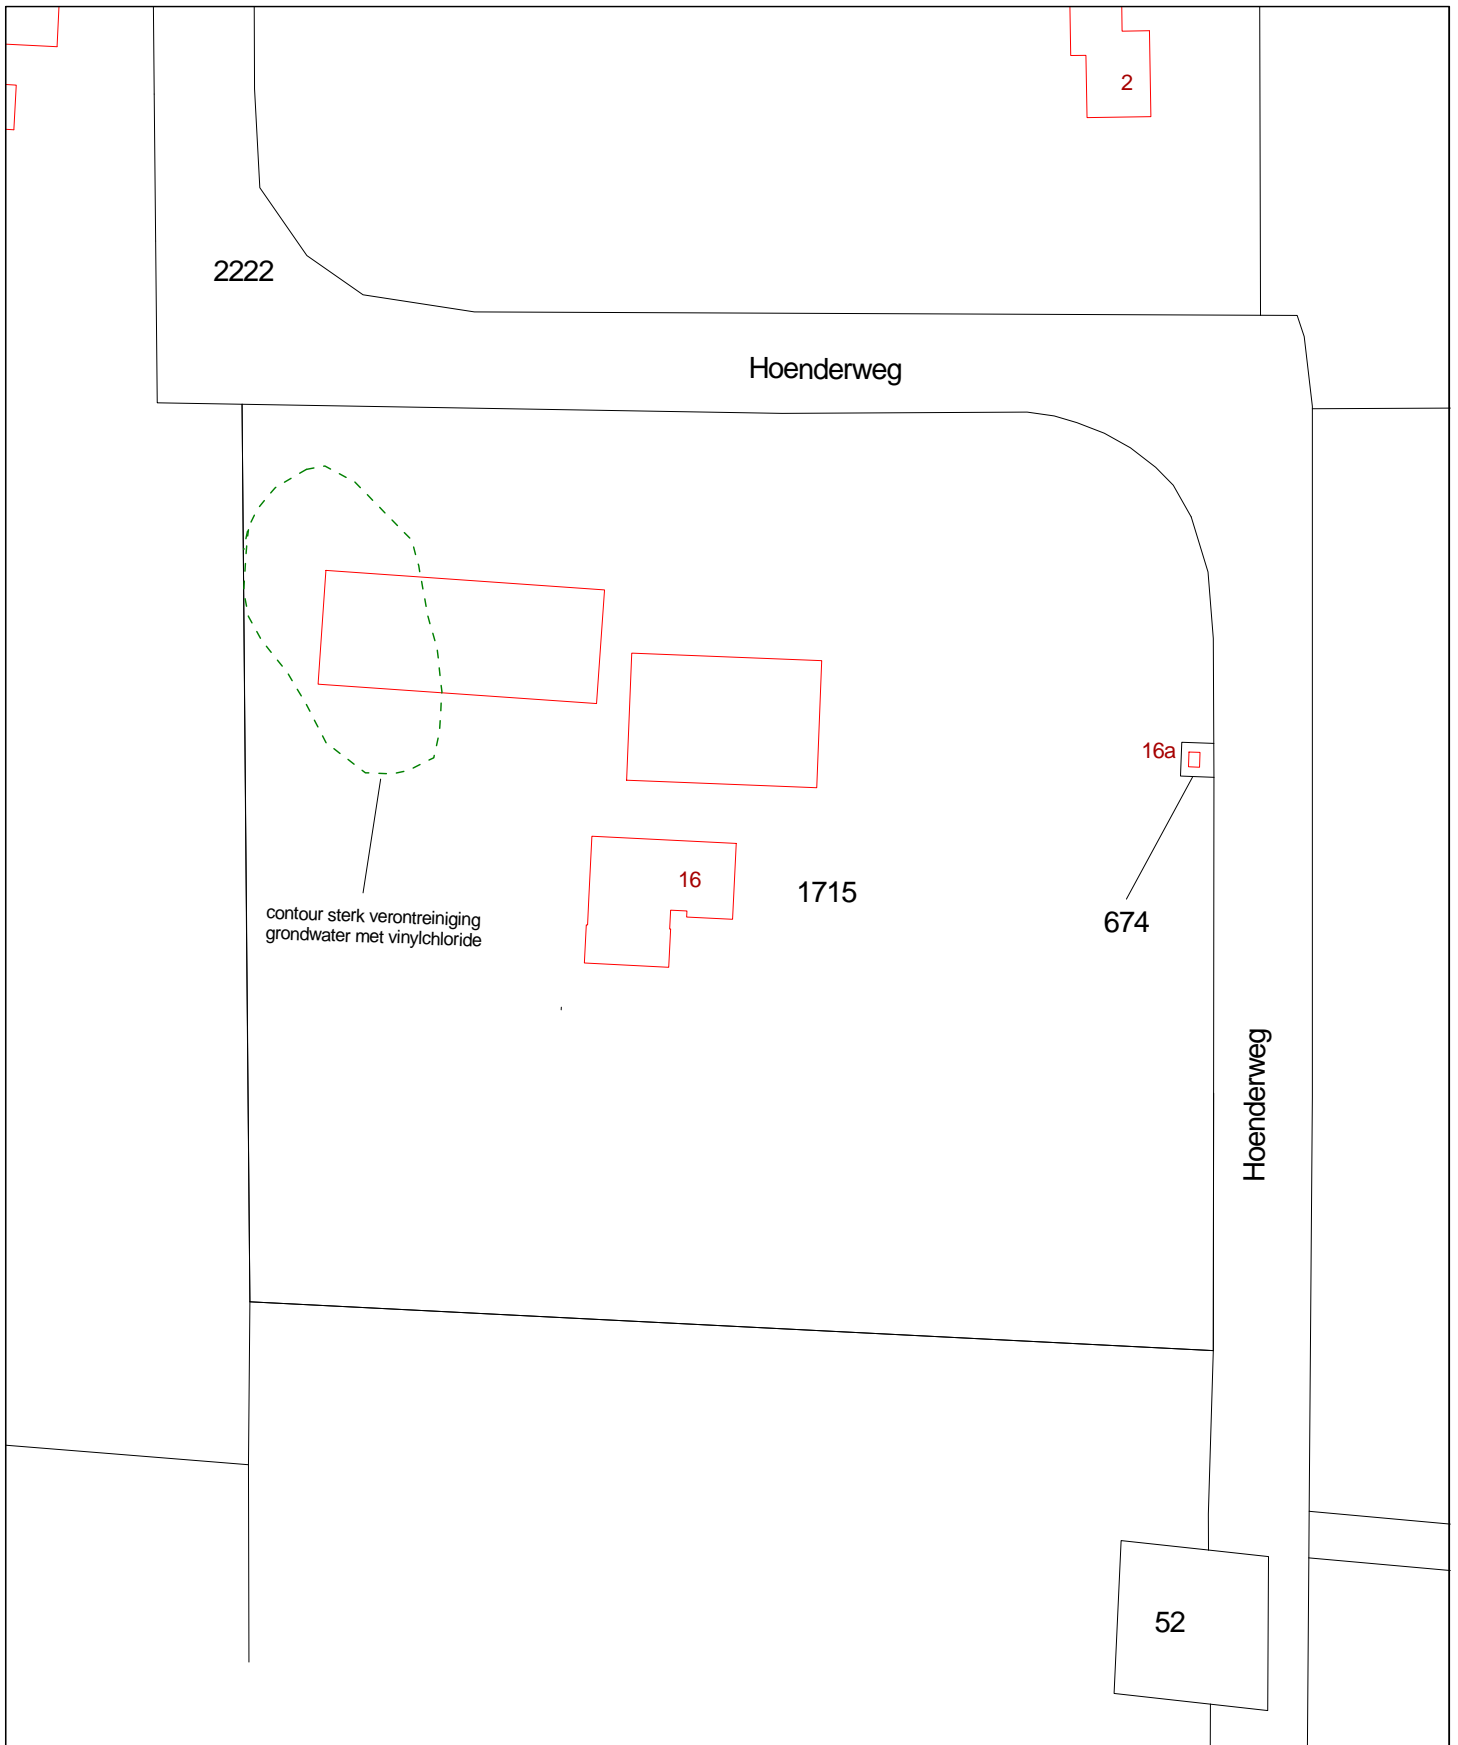 2
2222
Hoenderweg
16a
16
1715
674
contour sterk verontreiniging
grondwater met vinylchloride
Hoenderweg
52